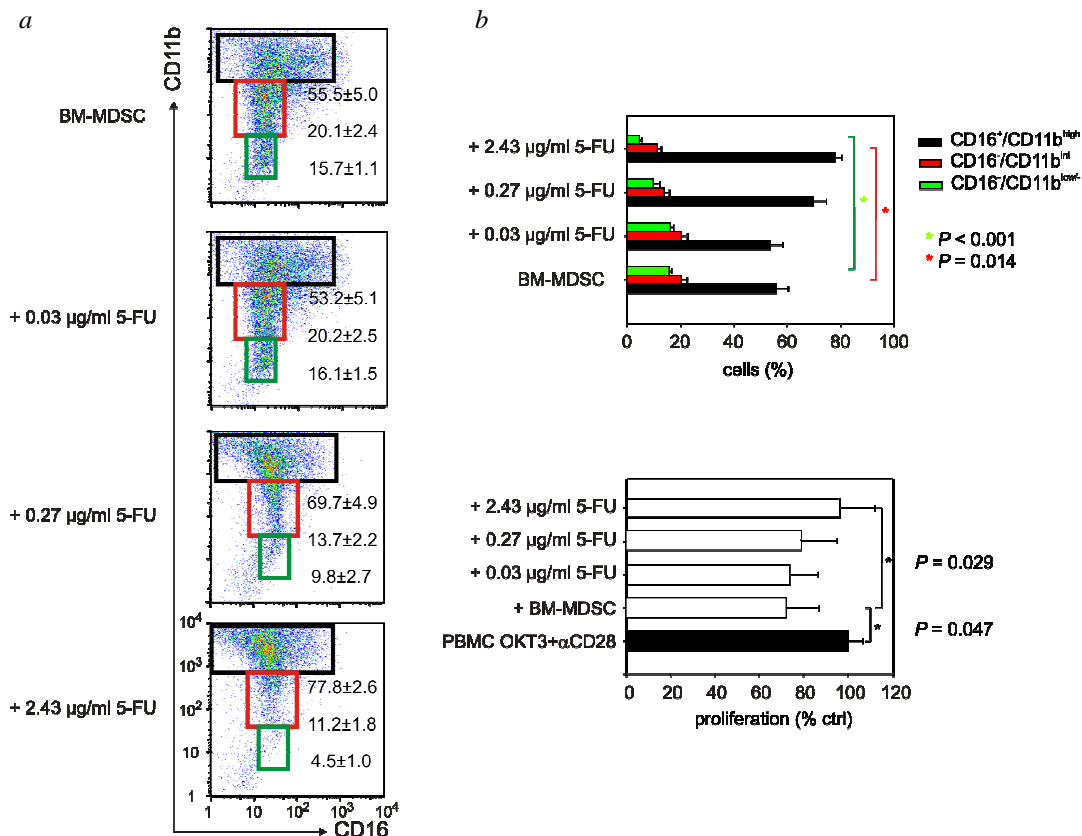 a
CD11b
BM-MDSC
55.5±5.0
20.1±2.4
15.7±1.1
+ 0.03 µg/ml 5-FU
53.2±5.1
20.2±2.5
16.1±1.5
+ 0.27 µg/ml 5-FU
69.7±4.9
13.7±2.2
9.8±2.7
+ 2.43 µg/ml 5-FU
77.8±2.6
11.2±1.8
4.5±1.0
10⁴
10³
10²
10
1
1 10 10² 10³ 10⁴
CD16
b
+ 2.43 µg/ml 5-FU
+ 0.27 µg/ml 5-FU
+ 0.03 µg/ml 5-FU
BM-MDSC
* *
0 20 40 60 80 100
cells (%)
CD16⁺/CD11bʰⁱᵍʰ
CD16⁻/CD11bⁱⁿᵗ
CD16⁻/CD11bˡᵒʷ/⁻
* P < 0.001
* P = 0.014
+ 2.43 µg/ml 5-FU
+ 0.27 µg/ml 5-FU
+ 0.03 µg/ml 5-FU
+ BM-MDSC
PBMC OKT3+αCD28
*
*
P = 0.029
P = 0.047
0 20 40 60 80 100 120
proliferation (% ctrl)